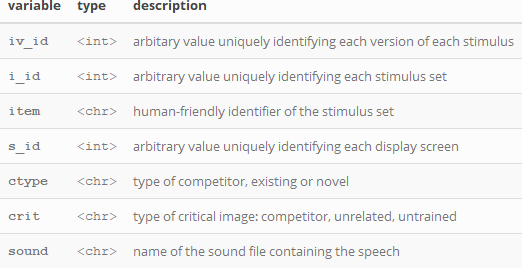 variable type description
iv_id <int> arbitary value uniquely identifying each version of each stimulus
i_id <int> arbitrary value uniquely identifying each stimulus set
item <chr> human-friendly identifier of the stimulus set
s_id <int> arbitrary value uniquely identifying each display screen
ctype <chr> type of competitor, existing or novel
crit <chr> type of critical image: competitor, unrelated, untrained
sound <chr> name of the sound file containing the speech